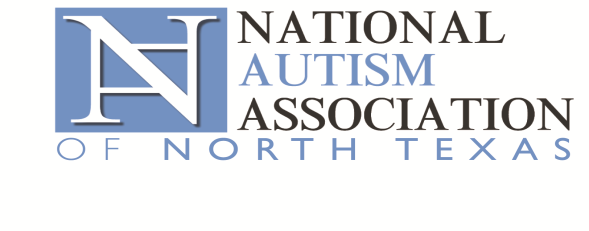 NATIONAL
AUTISM
ASSOCIATION
OF NORTH TEXAS